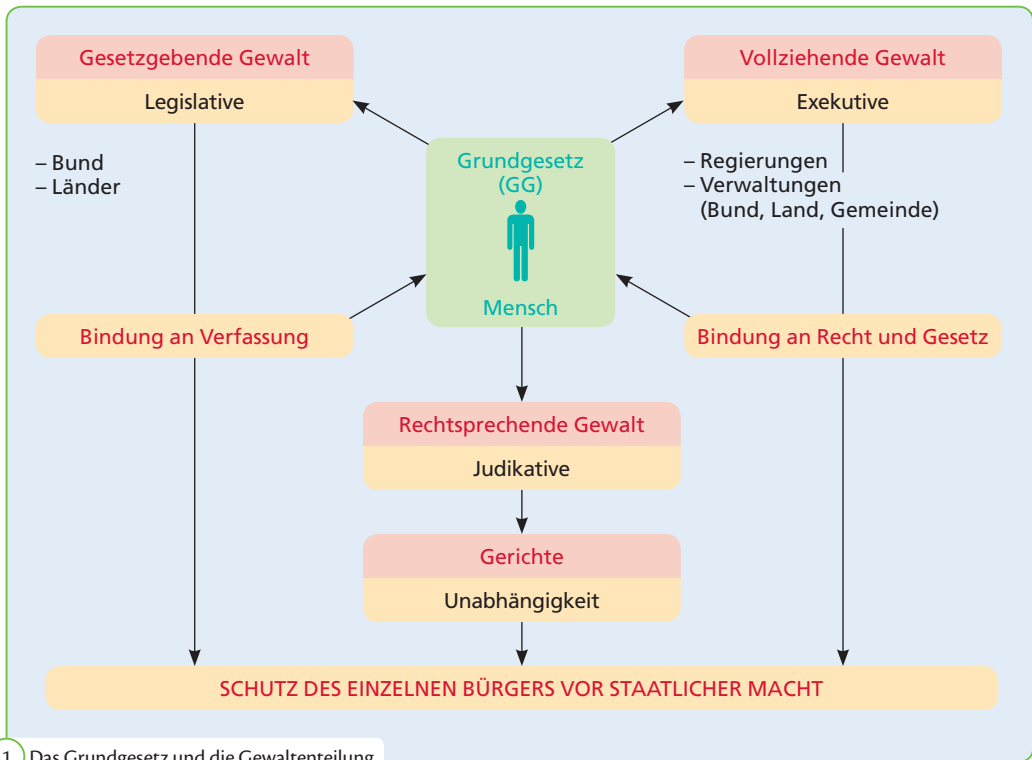 Gesetzgebende Gewalt
Legislative
– Bund
– Länder
Vollziehende Gewalt
Exekutive
– Regierungen
– Verwaltungen
(Bund, Land, Gemeinde)
Grundgesetz
(GG)
Mensch
Bindung an Verfassung
Bindung an Recht und Gesetz
Rechtsprechende Gewalt
Judikative
Gerichte
Unabhängigkeit
SCHUTZ DES EINZELNEN BÜRGERS VOR STAATLICHER MACHT
1 Das Grundgesetz und die Gewaltenteilung